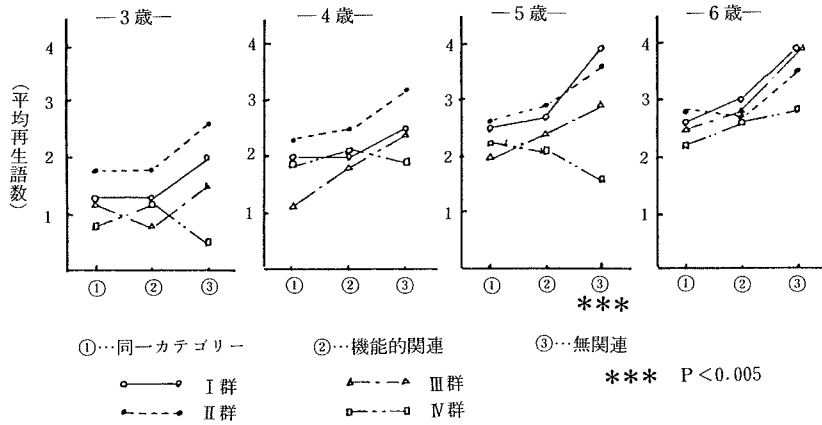 —3歳— —4歳— —5歳— —6歳—
(平均再生語数)
4 4 4 4
3 3 3 3
2 2 2 2
1 1 1 1
① ② ③ ① ② ③ ① ② ③ ① ② ③
***
①…同一カテゴリー ②…機能的関連 ③…無関連
Ⅰ群 Ⅲ群 *** P<0.005
Ⅱ群 Ⅳ群